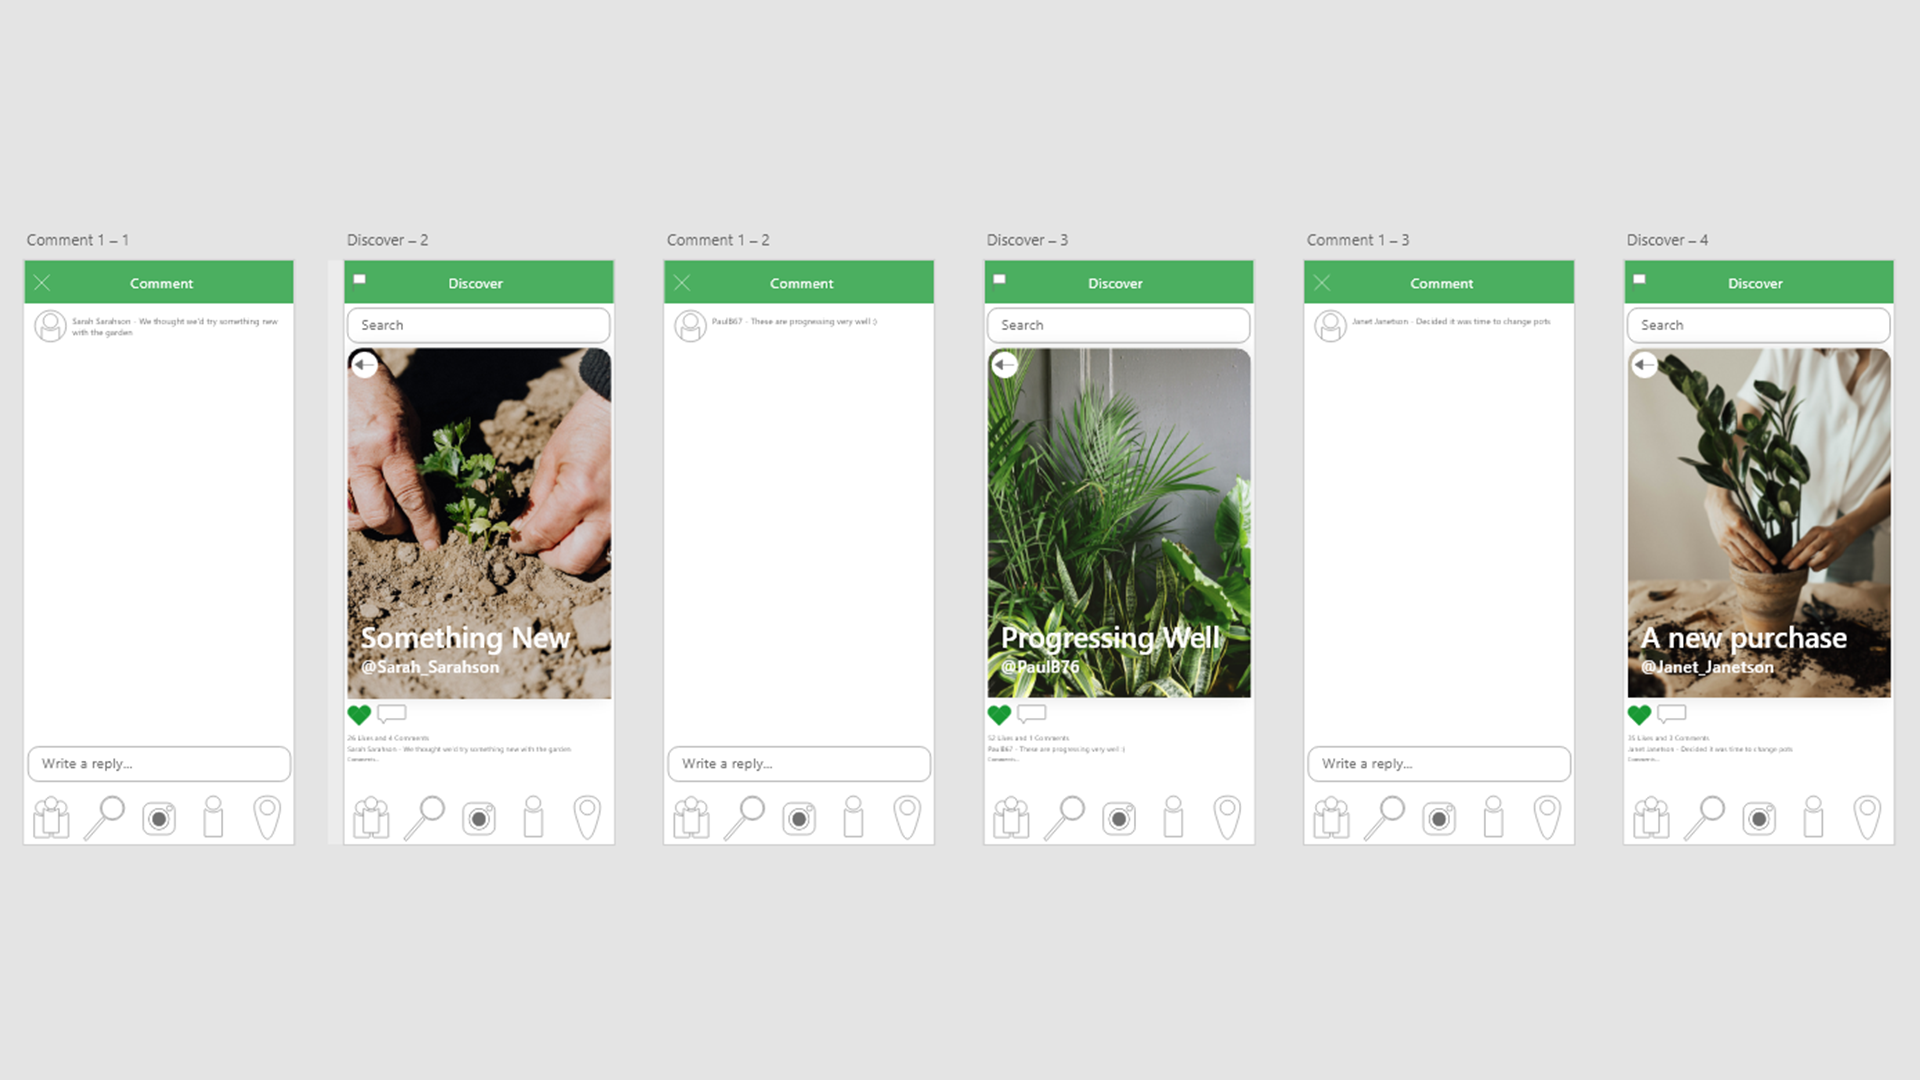 Comment 1 – 1
Comment
Sarah Sarahson - We thought we'd try something new
with the garden
Write a reply...
Discover – 2
Discover
Search
Something New
@Sarah_Sarahson
26 Likes and 4 Comments
Sarah Sarahson - We thought we'd try something new with the garden
Comments...
Comment 1 – 2
Comment
PaulB67 - These are progressing very well :)
Write a reply...
Discover – 3
Discover
Search
Progressing Well
@PaulB76
52 Likes and 1 Comments
PaulB67 - These are progressing very well :)
Comments...
Comment 1 – 3
Comment
Janet Janetson - Decided it was time to change pots
Write a reply...
Discover – 4
Discover
Search
A new purchase
@Janet_Janetson
35 Likes and 3 Comments
Janet Janetson - Decided it was time to change pots
Comments...